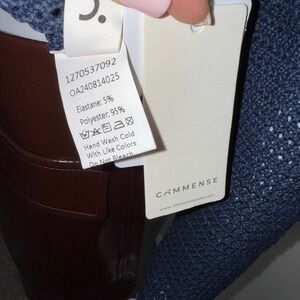 1270537092
OA240814025
Elastane: 5%
Polyester: 95%
Hand Wash Cold
With Like Colors
Do Not Bleach
COMMENSE